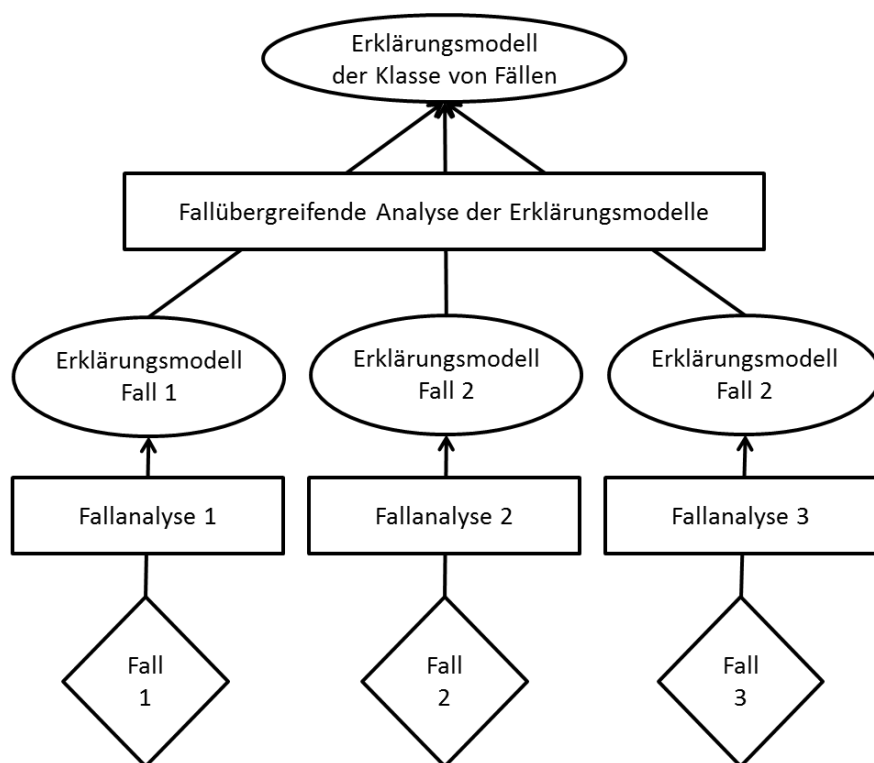 Erklärungsmodell
der Klasse von Fällen
Fallübergreifende Analyse der Erklärungsmodelle
Erklärungsmodell
Fall 1
Erklärungsmodell
Fall 2
Erklärungsmodell
Fall 2
Fallanalyse 1
Fallanalyse 2
Fallanalyse 3
Fall
1
Fall
2
Fall
3